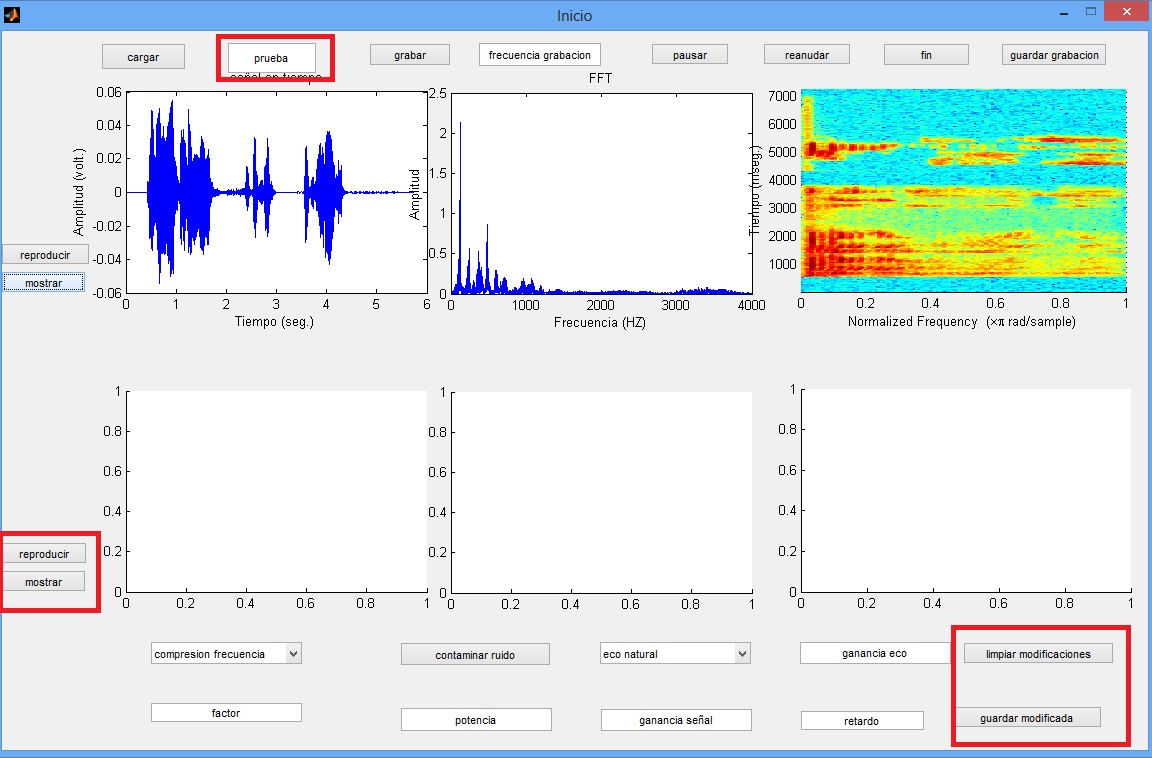 Inicio
cargar
prueba
grabar
frecuencia grabacion
pausar
reanudar
fin
guardar grabacion
señal en tiempo
FFT
0.06
0.04
0.02
0
-0.02
-0.04
-0.06
Amplitud (volt.)
0 1 2 3 4 5 6
Tiempo (seg.)
2.5
2
1.5
1
0.5
0
Amplitud
0 1000 2000 3000 4000
Frecuencia (HZ)
7000
6000
5000
4000
3000
2000
1000
Tiempo (mseg.)
0 0.2 0.4 0.6 0.8 1
Normalized Frequency (×π rad/sample)
reproducir
mostrar
1
0.8
0.6
0.4
0.2
0
0 0.2 0.4 0.6 0.8 1
1
0.8
0.6
0.4
0.2
0
0 0.2 0.4 0.6 0.8 1
1
0.8
0.6
0.4
0.2
0
0 0.2 0.4 0.6 0.8 1
reproducir
mostrar
compresion frecuencia
contaminar ruido
eco natural
ganancia eco
limpiar modificaciones
factor
potencia
ganancia señal
retardo
guardar modificada